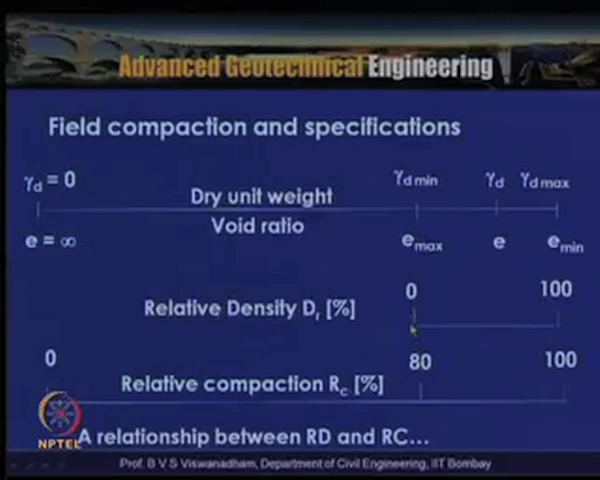 Advanced Geotechnical Engineering
Field compaction and specifications
γd = 0 γd min γd γd max
Dry unit weight
Void ratio
e = ∞ emax e emin
0 100
Relative Density Dr [%]
0 80 100
Relative compaction Rc [%]
NPTEL
A relationship between RD and RC...
Prof. B V S Viswanadham, Department of Civil Engineering, IIT Bombay